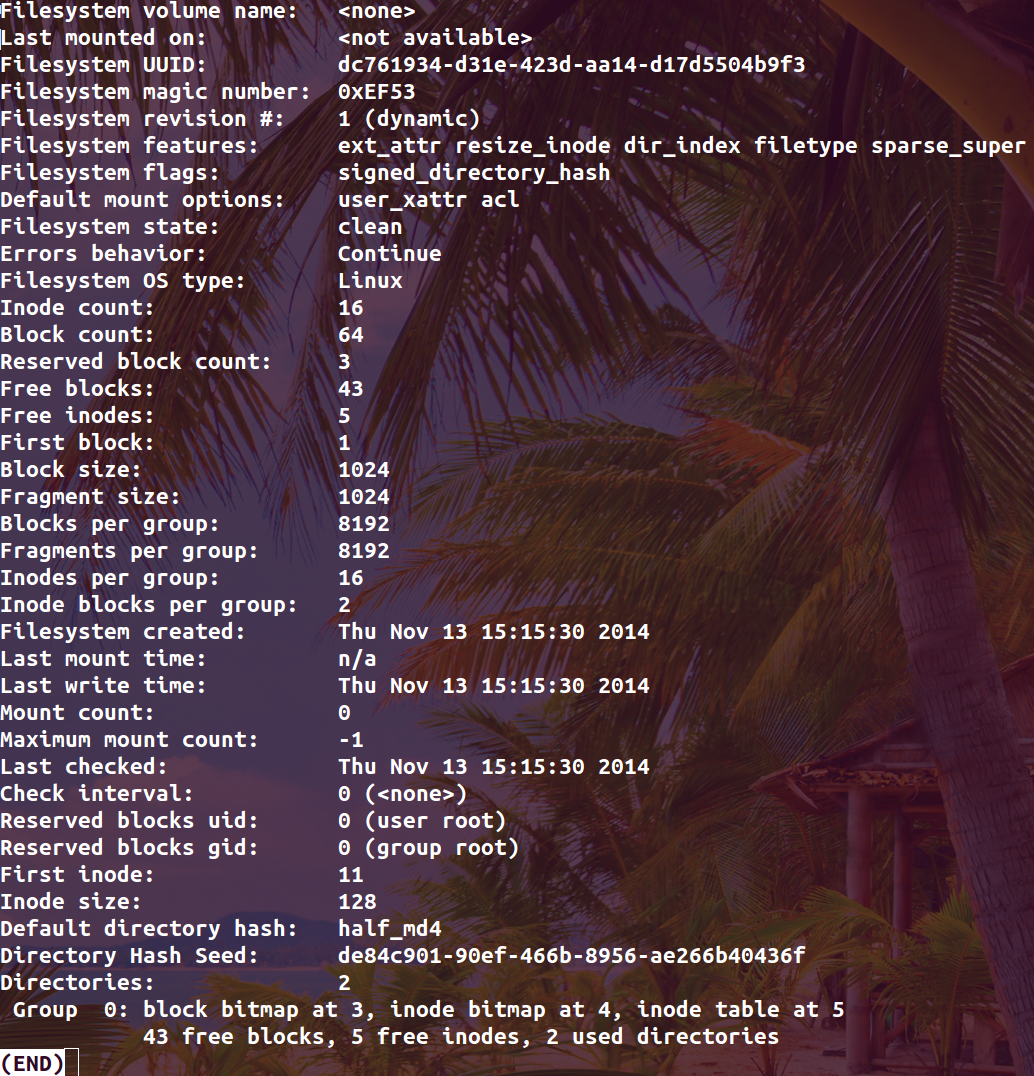 Filesystem volume name:   <none>
Last mounted on:          <not available>
Filesystem UUID:          dc761934-d31e-423d-aa14-d17d5504b9f3
Filesystem magic number:  0xEF53
Filesystem revision #:    1 (dynamic)
Filesystem features:      ext_attr resize_inode dir_index filetype sparse_super
Filesystem flags:         signed_directory_hash
Default mount options:    user_xattr acl
Filesystem state:         clean
Errors behavior:          Continue
Filesystem OS type:       Linux
Inode count:              16
Block count:              64
Reserved block count:     3
Free blocks:              43
Free inodes:              5
First block:              1
Block size:               1024
Fragment size:            1024
Blocks per group:         8192
Fragments per group:      8192
Inodes per group:         16
Inode blocks per group:   2
Filesystem created:       Thu Nov 13 15:15:30 2014
Last mount time:          n/a
Last write time:          Thu Nov 13 15:15:30 2014
Mount count:              0
Maximum mount count:      -1
Last checked:             Thu Nov 13 15:15:30 2014
Check interval:           0 (<none>)
Reserved blocks uid:      0 (user root)
Reserved blocks gid:      0 (group root)
First inode:              11
Inode size:               128
Default directory hash:   half_md4
Directory Hash Seed:      de84c901-90ef-466b-8956-ae266b40436f
Directories:              2
 Group  0: block bitmap at 3, inode bitmap at 4, inode table at 5
           43 free blocks, 5 free inodes, 2 used directories
(END)